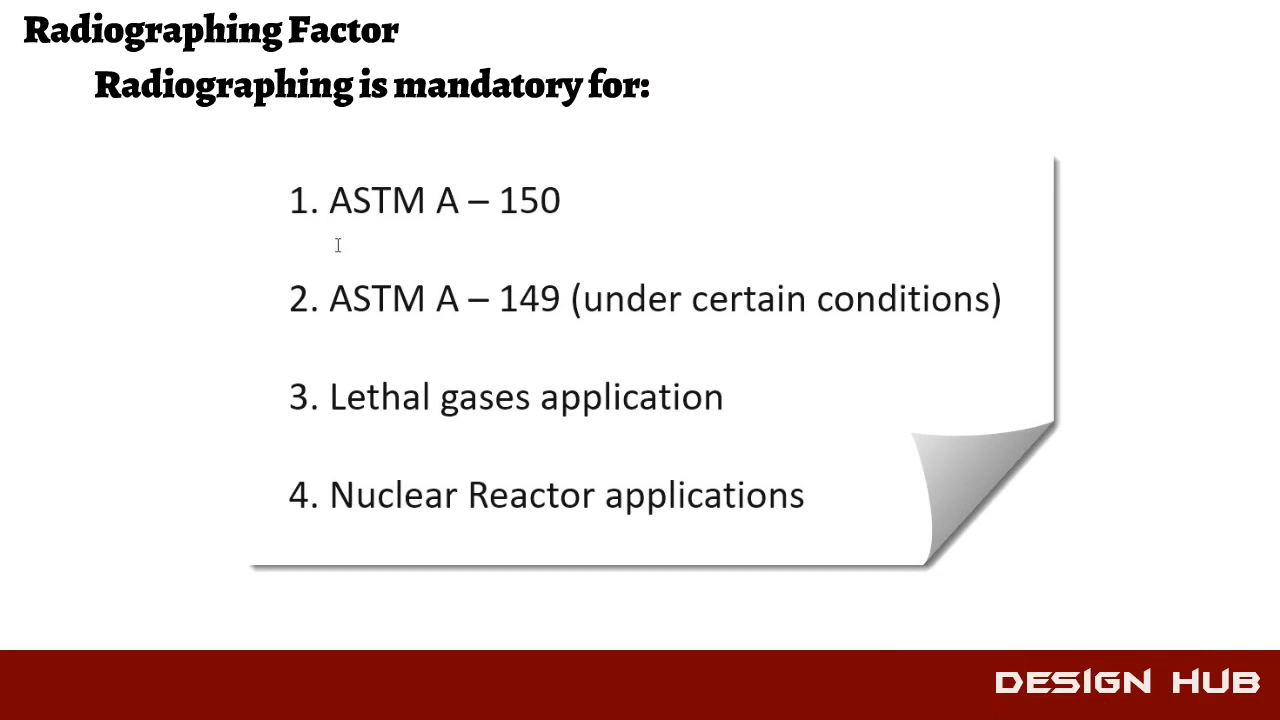 Radiographing Factor
Radiographing is mandatory for:
1. ASTM A – 150
2. ASTM A – 149 (under certain conditions)
3. Lethal gases application
4. Nuclear Reactor applications
DESIGN HUB